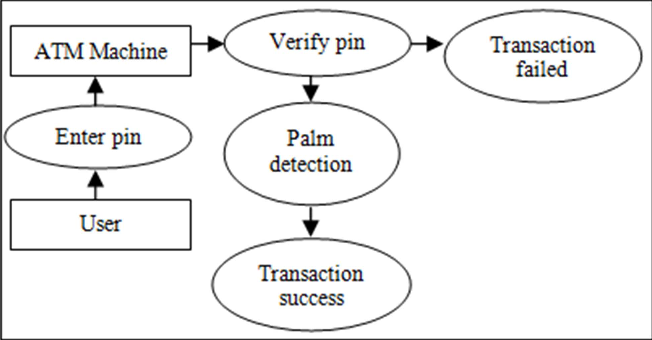 ATM Machine
Verify pin
Transaction
failed
Enter pin
Palm
detection
User
Transaction
success